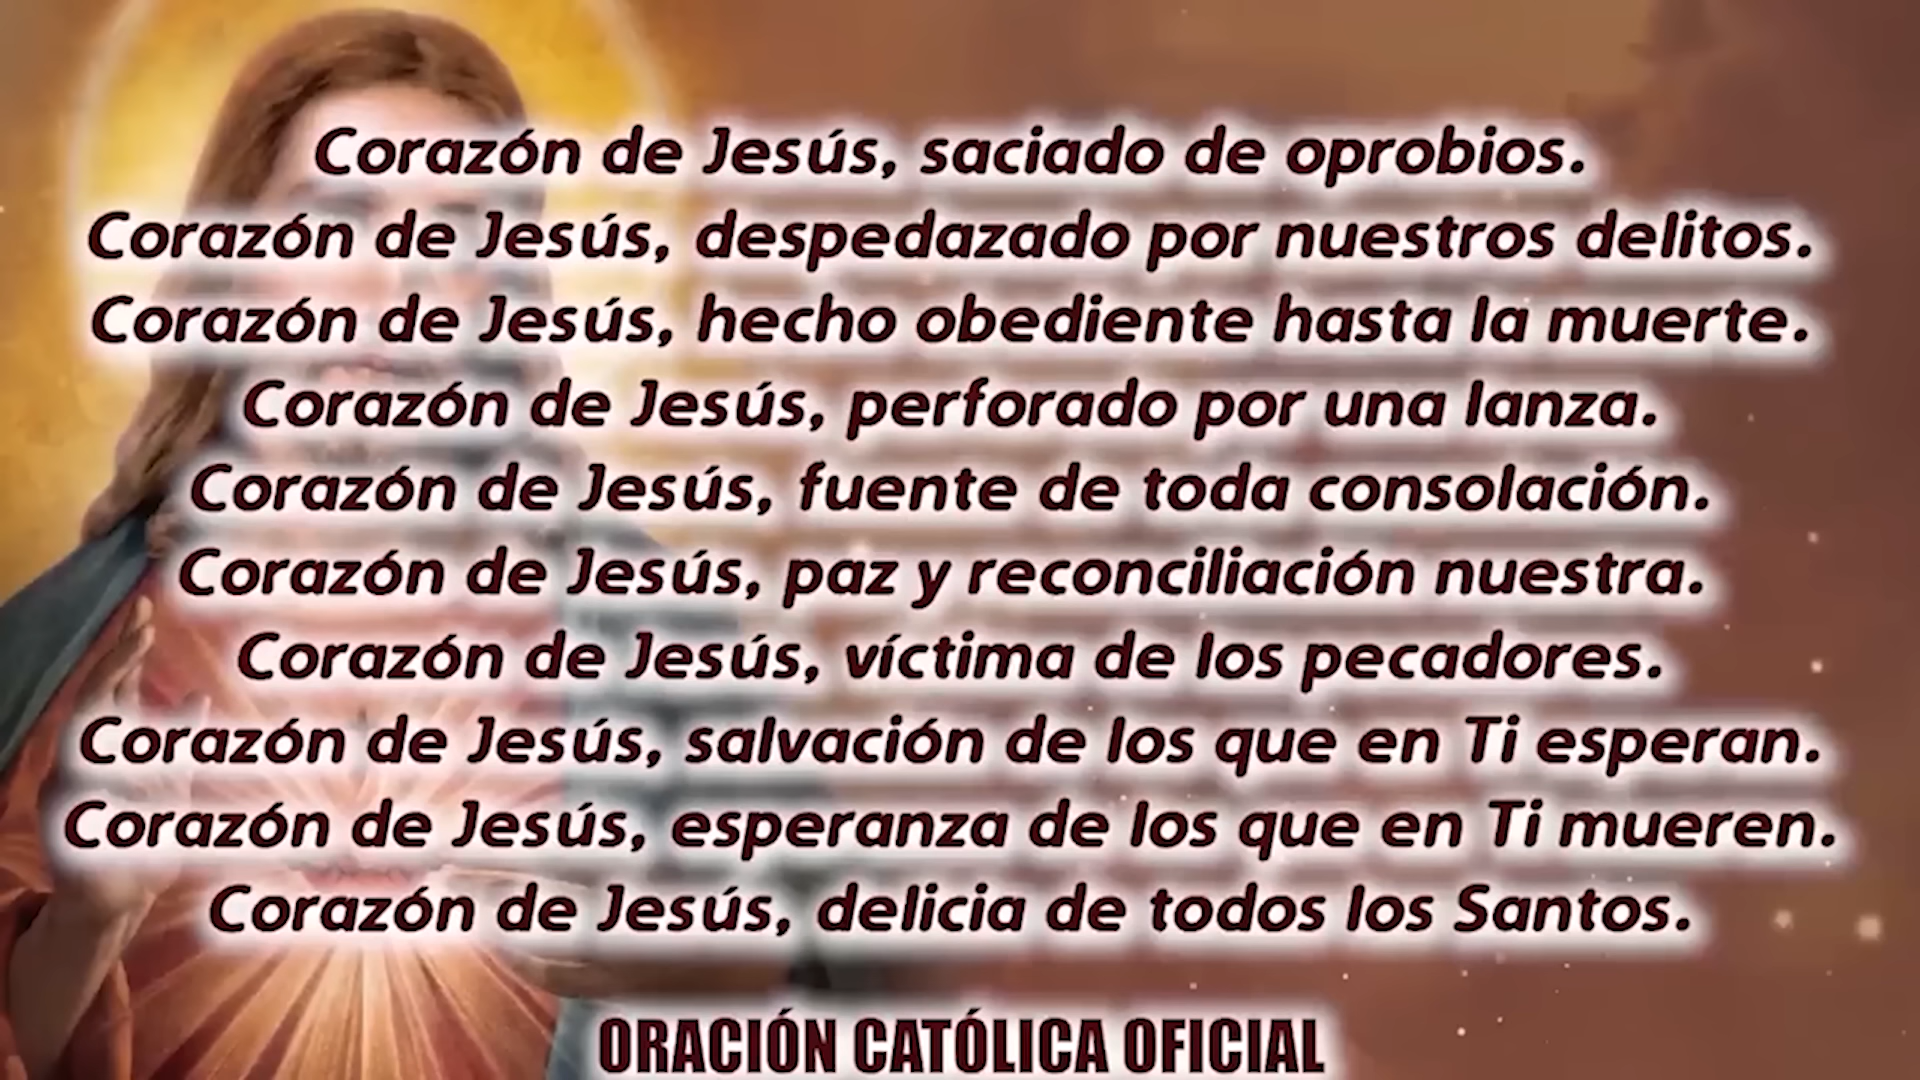 Corazón de Jesús, saciado de oprobios.
Corazón de Jesús, despedazado por nuestros delitos.
Corazón de Jesús, hecho obediente hasta la muerte.
Corazón de Jesús, perforado por una lanza.
Corazón de Jesús, fuente de toda consolación.
Corazón de Jesús, paz y reconciliación nuestra.
Corazón de Jesús, víctima de los pecadores.
Corazón de Jesús, salvación de los que en Ti esperan.
Corazón de Jesús, esperanza de los que en Ti mueren.
Corazón de Jesús, delicia de todos los Santos.
ORACIÓN CATÓLICA OFICIAL